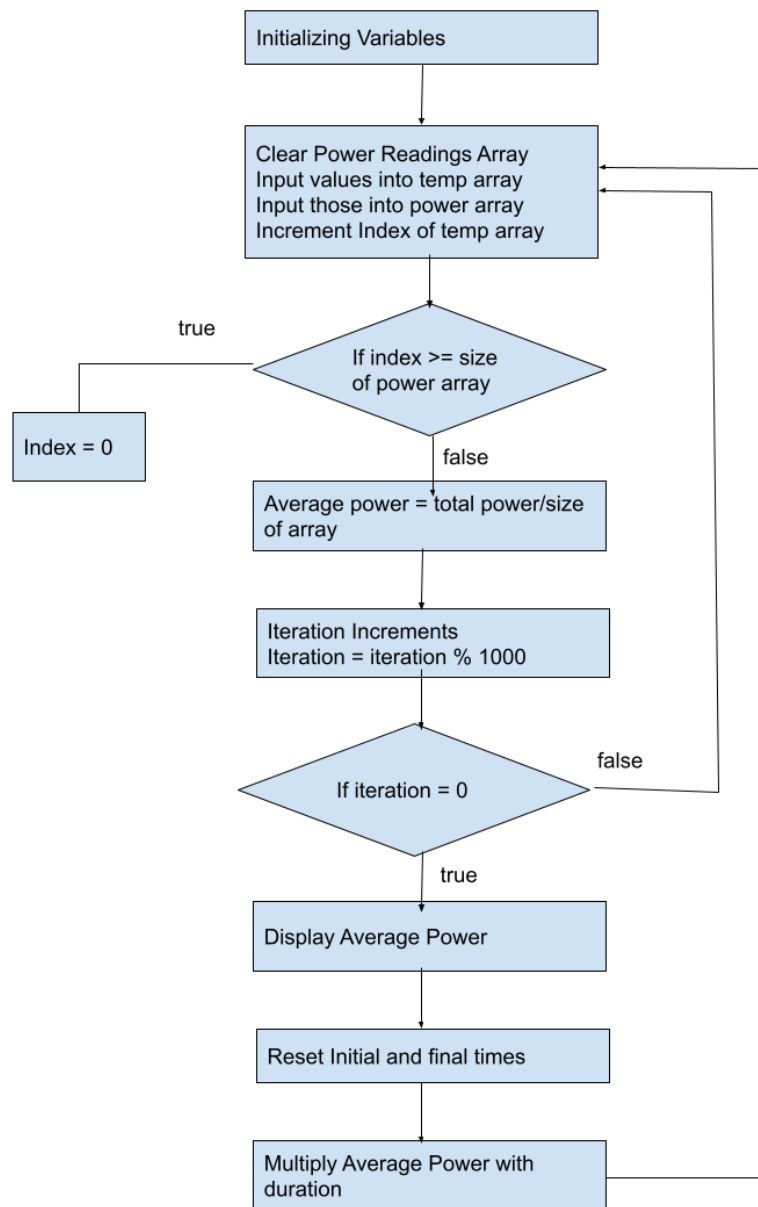 Initializing Variables
Clear Power Readings Array
Input values into temp array
Input those into power array
Increment Index of temp array
true
If index >= size
of power array
Index = 0
false
Average power = total power/size
of array
Iteration Increments
Iteration = iteration % 1000
false
If iteration = 0
true
Display Average Power
Reset Initial and final times
Multiply Average Power with
duration